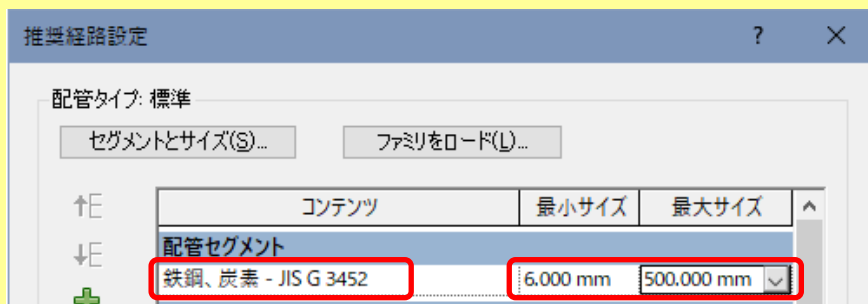 推奨経路設定 ?
配管タイプ: 標準
セグメントとサイズ(S)... ファミリをロード(L)...
コンテンツ 最小サイズ 最大サイズ
配管セグメント
鉄鋼、炭素 - JIS G 3452 6.000 mm 500.000 mm